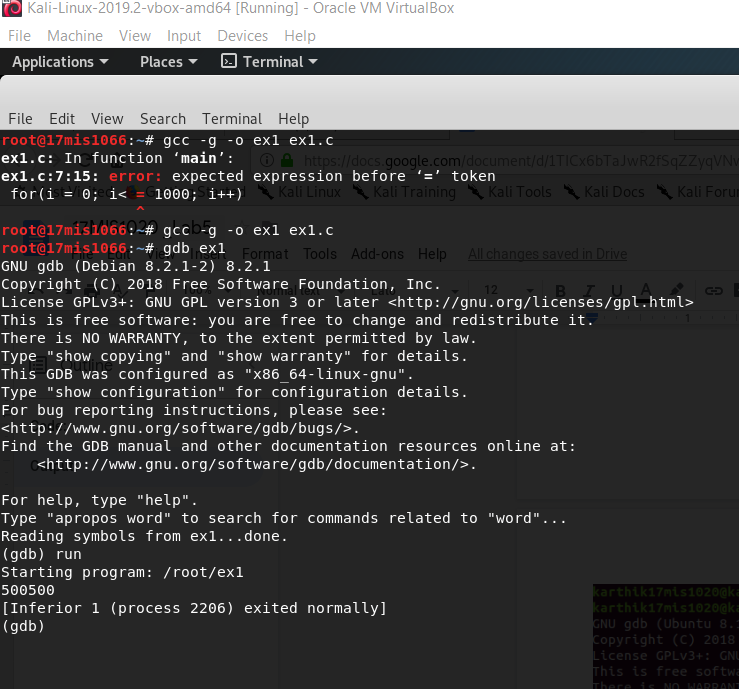 Kali-Linux-2019.2-vbox-amd64 [Running] - Oracle VM VirtualBox
File Machine View Input Devices Help
Applications Places Terminal
File Edit View Search Terminal Help
root@17mis1066:~# gcc -g -o ex1 ex1.c
ex1.c: In function ‘main’:
ex1.c:7:15: error: expected expression before ‘=’ token
for(i = 0; i< = 1000; i++)
^
root@17mis1066:~# gcc -g -o ex1 ex1.c
root@17mis1066:~# gdb ex1
GNU gdb (Debian 8.2.1-2) 8.2.1
Copyright (C) 2018 Free Software Foundation, Inc.
License GPLv3+: GNU GPL version 3 or later <http://gnu.org/licenses/gpl.html>
This is free software: you are free to change and redistribute it.
There is NO WARRANTY, to the extent permitted by law.
Type "show copying" and "show warranty" for details.
This GDB was configured as "x86_64-linux-gnu".
Type "show configuration" for configuration details.
For bug reporting instructions, please see:
<http://www.gnu.org/software/gdb/bugs/>.
Find the GDB manual and other documentation resources online at:
<http://www.gnu.org/software/gdb/documentation/>.
For help, type "help".
Type "apropos word" to search for commands related to "word"...
Reading symbols from ex1...done.
(gdb) run
Starting program: /root/ex1
500500
[Inferior 1 (process 2206) exited normally]
(gdb)
Kali Linux Kali Training Kali Tools Kali Docs Kali Foru
File Edit Insert Format Tools Add-ons Help All changes saved in Drive
karthik17mis1020@ka
karthik17mis1020@ka
GNU gdb (Ubuntu 8.
Copyright (C) 2018
License GPLv3+: GNU
This is free softwa
There is NO WARRANT